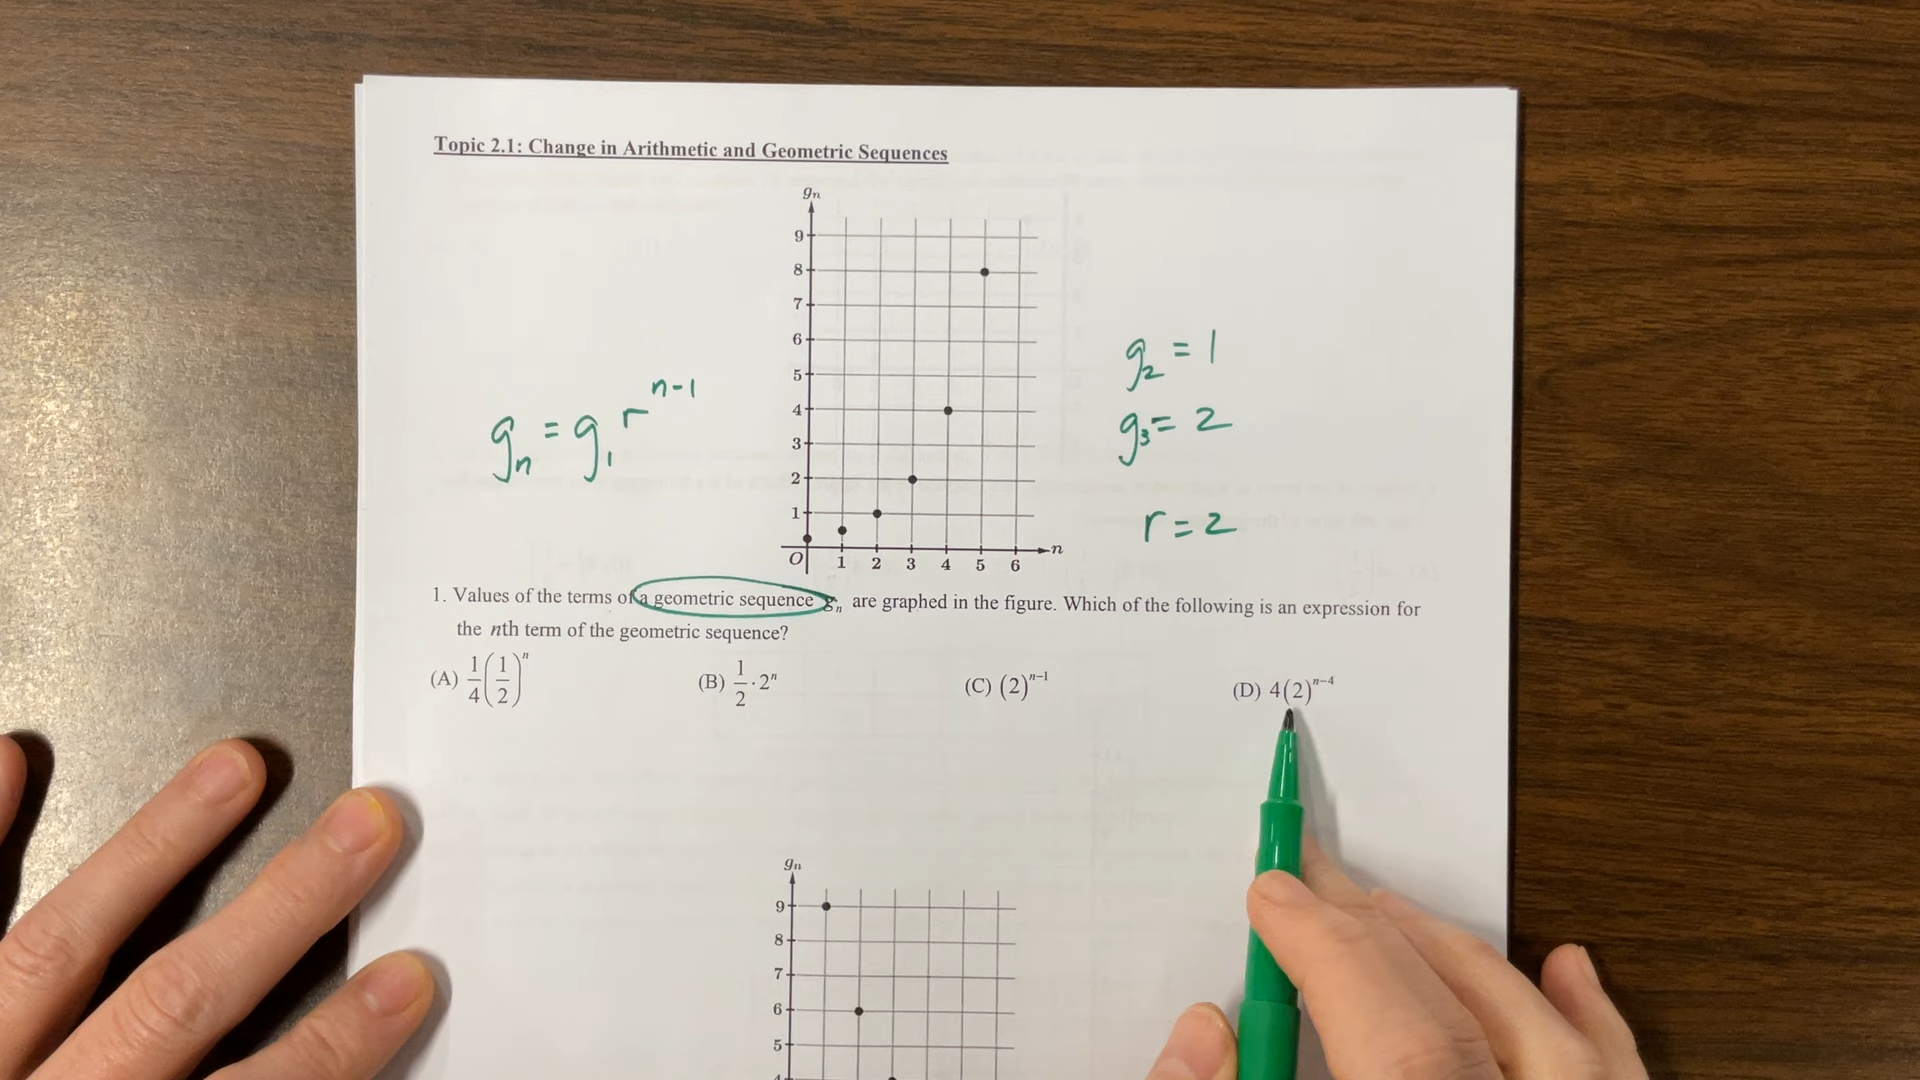 Topic 2.1: Change in Arithmetic and Geometric Sequences
gn
9
8
7
6
5
4
3
2
1
O 1 2 3 4 5 6 n
gn = g1 r^(n-1)
g2 = 1
g3 = 2
r = 2
1. Values of the terms of a geometric sequence gn are graphed in the figure. Which of the following is an expression for
the nth term of the geometric sequence?
(A) 1/4 (1/2)^n (B) 1/2 · 2^n (C) (2)^(n−1) (D) 4(2)^(n−4)
gn
9
8
7
6
5